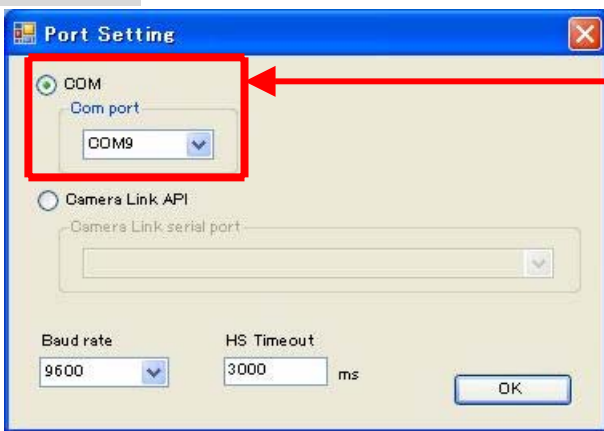 Port Setting
COM
Com port
COM9
Camera Link API
Camera Link serial port
Baud rate
HS Timeout
9600
3000
ms
OK